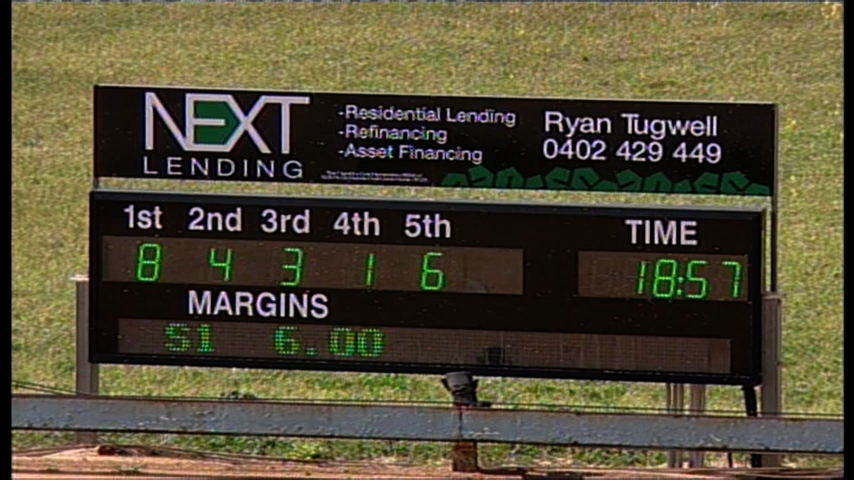 NEXT
LENDING
-Residential Lending
-Refinancing
-Asset Financing
Ryan Tugwell
0402 429 449
1st 2nd 3rd 4th 5th TIME
8 4 3 1 6 18:57
MARGINS
S1 6.00